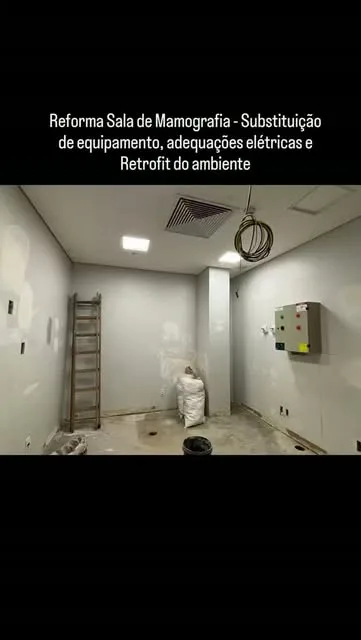 Reforma Sala de Mamografia - Substituição
de equipamento, adequações elétricas e
Retrofit do ambiente